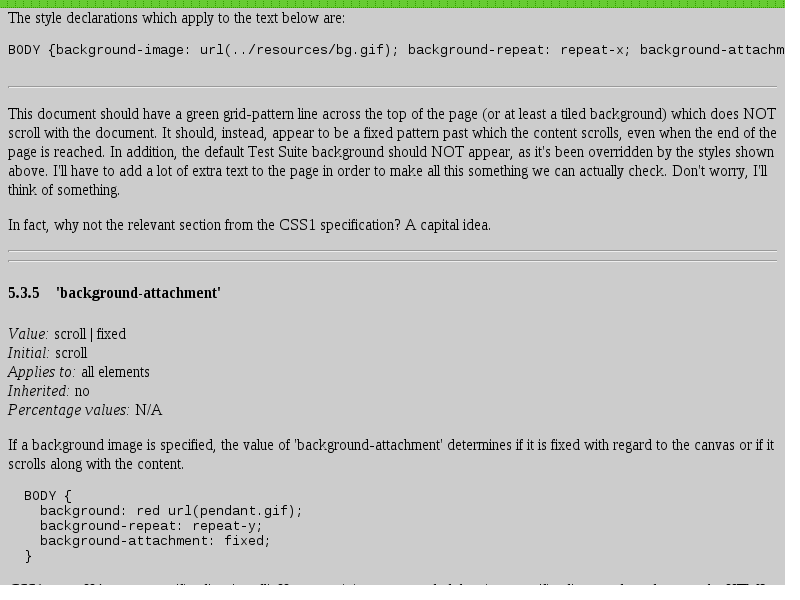 The style declarations which apply to the text below are:
BODY {background-image: url(../resources/bg.gif); background-repeat: repeat-x; background-attachm
This document should have a green grid-pattern line across the top of the page (or at least a tiled background) which does NOT
scroll with the document. It should, instead, appear to be a fixed pattern past which the content scrolls, even when the end of the
page is reached. In addition, the default Test Suite background should NOT appear, as it's been overridden by the styles shown
above. I'll have to add a lot of extra text to the page in order to make all this something we can actually check. Don't worry, I'll
think of something.
In fact, why not the relevant section from the CSS1 specification? A capital idea.
5.3.5 'background-attachment'
Value: scroll | fixed
Initial: scroll
Applies to: all elements
Inherited: no
Percentage values: N/A
If a background image is specified, the value of 'background-attachment' determines if it is fixed with regard to the canvas or if it
scrolls along with the content.
BODY {
background: red url(pendant.gif);
background-repeat: repeat-y;
background-attachment: fixed;
}